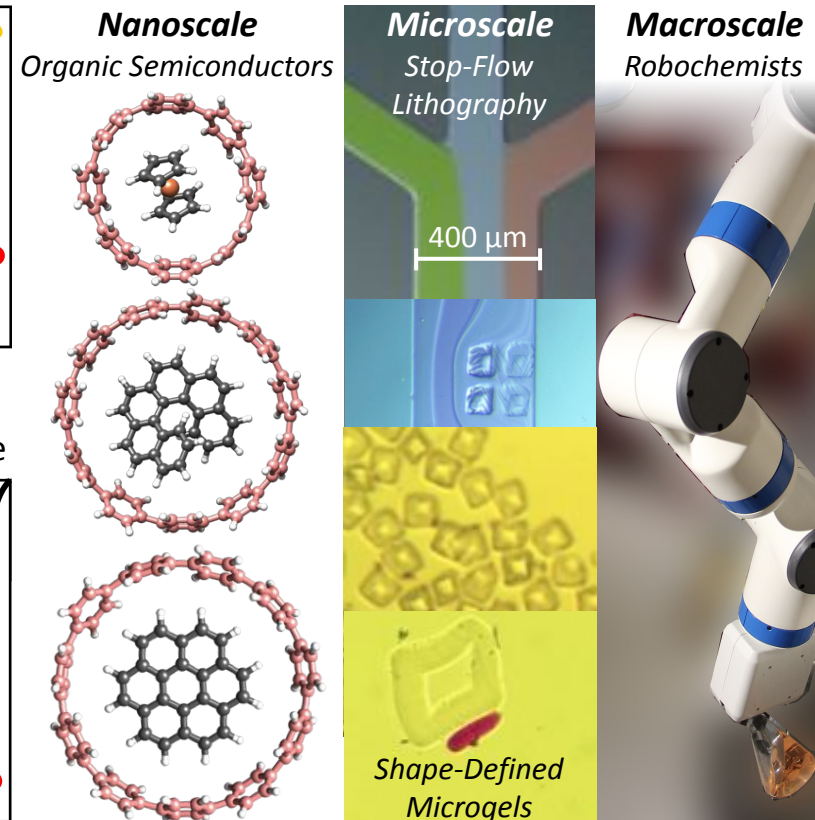 Nanoscale
Organic Semiconductors
Microscale
Stop-Flow
Lithography
400 µm
Shape-Defined
Microgels
Macroscale
Robochemists
e